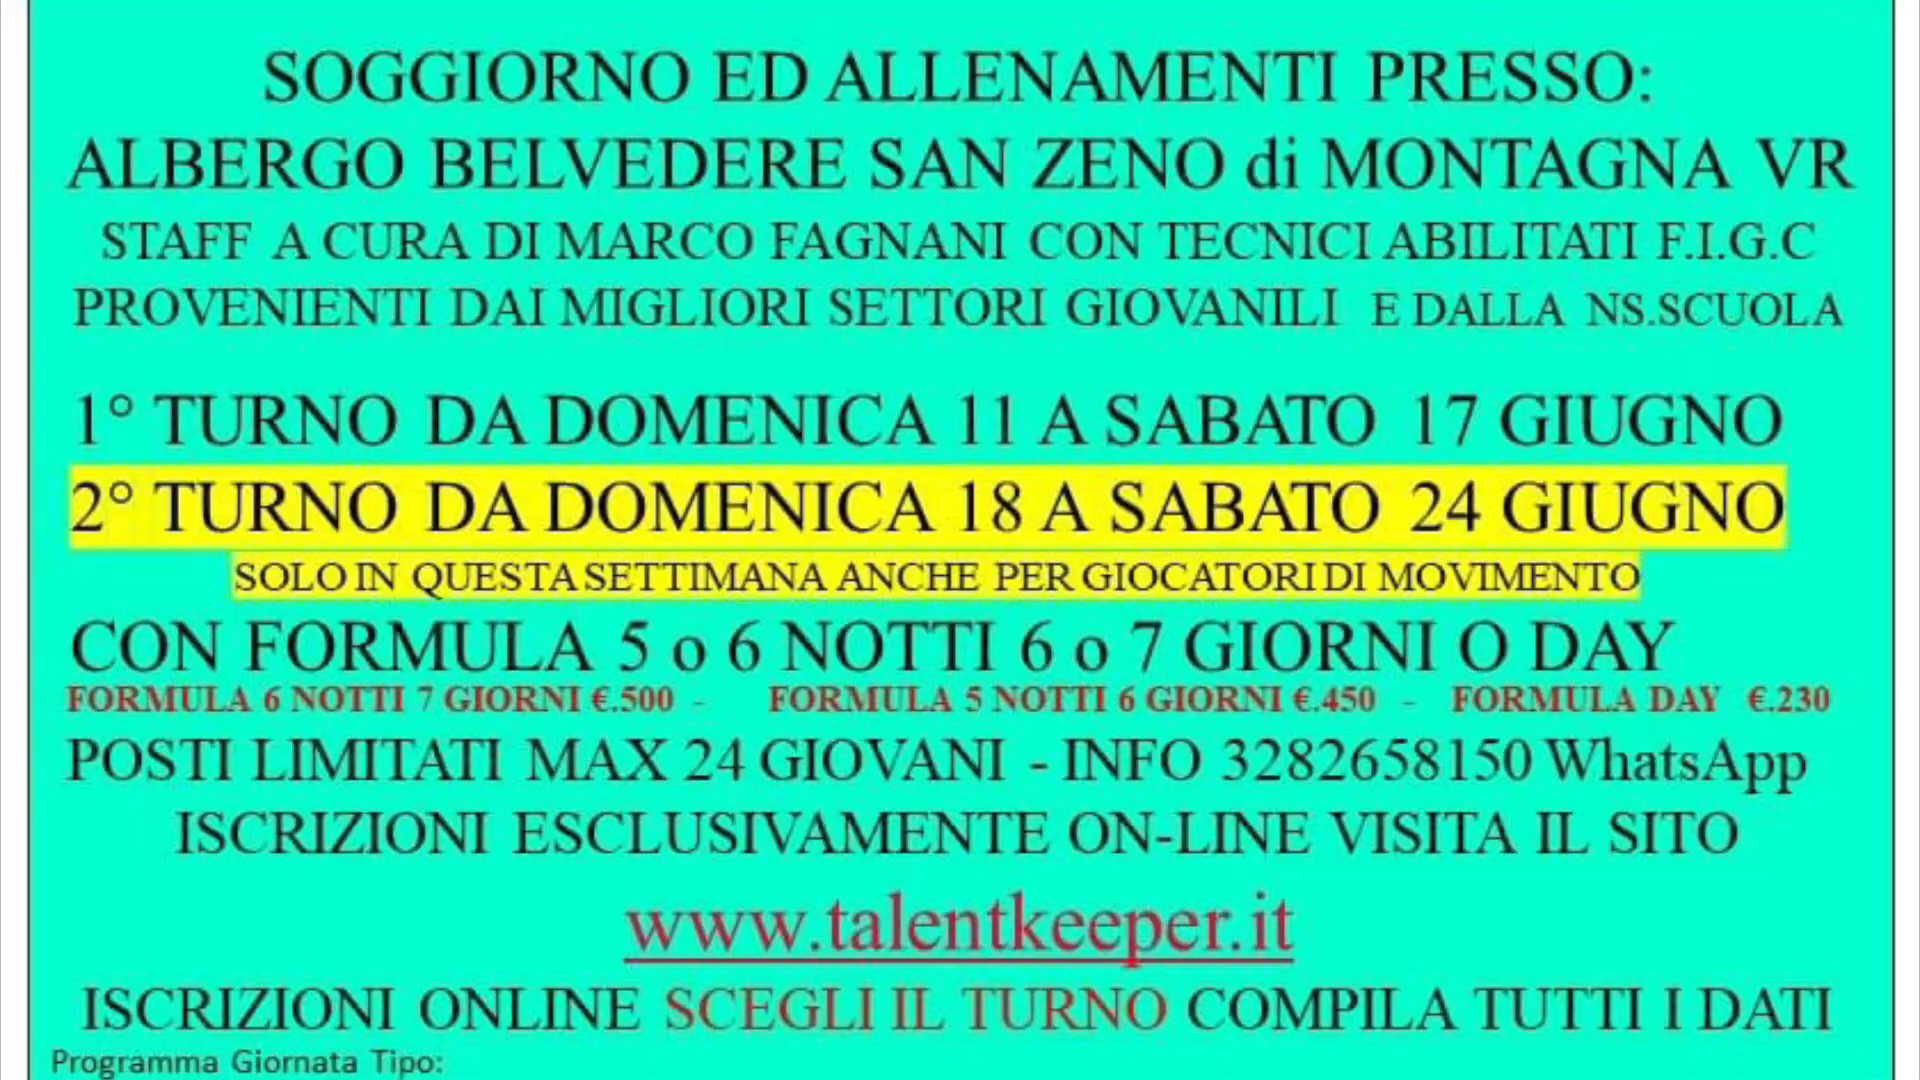 SOGGIORNO ED ALLENAMENTI PRESSO:
ALBERGO BELVEDERE SAN ZENO di MONTAGNA VR
STAFF A CURA DI MARCO FAGNANI CON TECNICI ABILITATI F.I.G.C
PROVENIENTI DAI MIGLIORI SETTORI GIOVANILI E DALLA NS.SCUOLA
1° TURNO DA DOMENICA 11 A SABATO 17 GIUGNO
2° TURNO DA DOMENICA 18 A SABATO 24 GIUGNO
SOLO IN QUESTA SETTIMANA ANCHE PER GIOCATORI DI MOVIMENTO
CON FORMULA 5 o 6 NOTTI 6 o 7 GIORNI O DAY
FORMULA 6 NOTTI 7 GIORNI €.500 - FORMULA 5 NOTTI 6 GIORNI €.450 - FORMULA DAY €.230
POSTI LIMITATI MAX 24 GIOVANI - INFO 3282658150 WhatsApp
ISCRIZIONI ESCLUSIVAMENTE ON-LINE VISITA IL SITO
www.talentkeeper.it
ISCRIZIONI ONLINE SCEGLI IL TURNO COMPILA TUTTI I DATI
Programma Giornata Tipo: